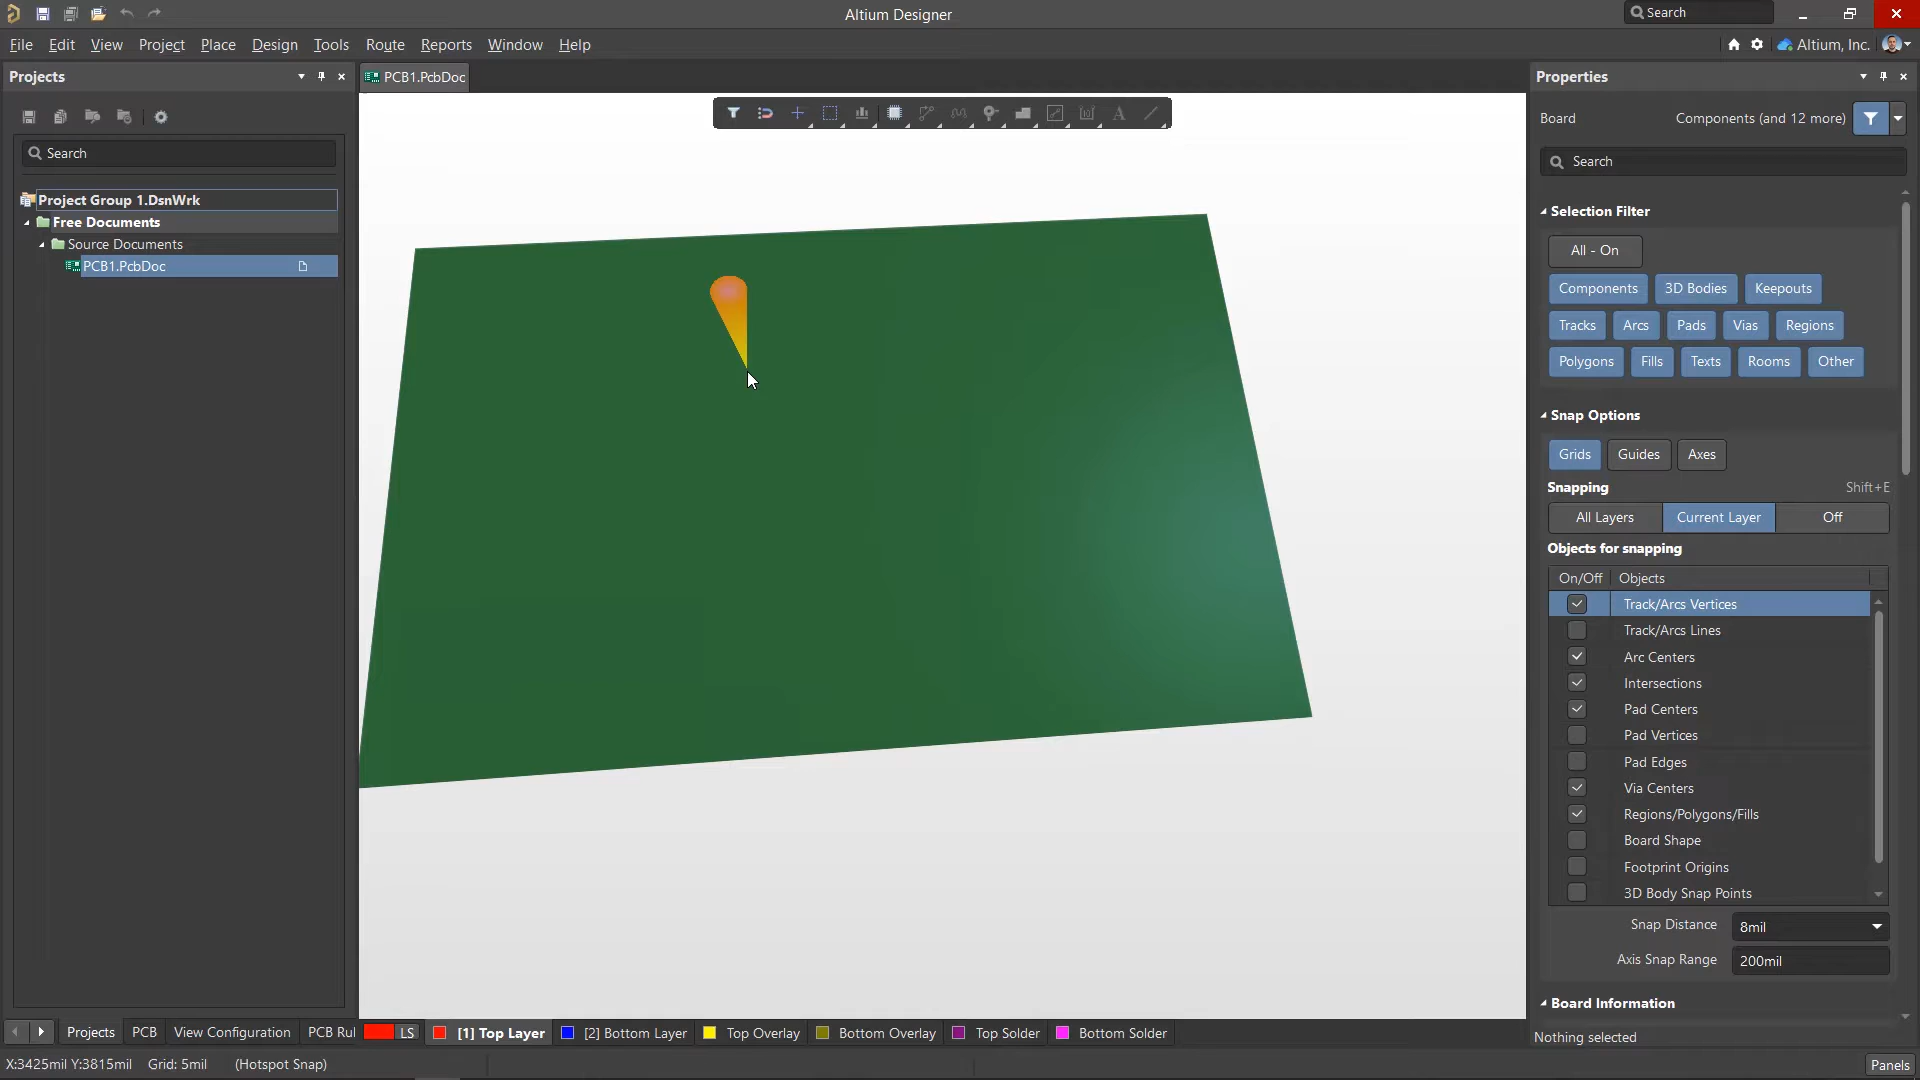 Altium Designer
Search
File Edit View Project Place Design Tools Route Reports Window Help
Altium, Inc.
Projects
PCB1.PcbDoc
Properties
Board
Components (and 12 more)
Search
Search
Project Group 1.DsnWrk
Free Documents
Source Documents
PCB1.PcbDoc
Selection Filter
All - On
Components 3D Bodies Keepouts
Tracks Arcs Pads Vias Regions
Polygons Fills Texts Rooms Other
Snap Options
Grids Guides Axes
Snapping Shift+E
All Layers Current Layer Off
Objects for snapping
On/Off Objects
Track/Arcs Vertices
Track/Arcs Lines
Arc Centers
Intersections
Pad Centers
Pad Vertices
Pad Edges
Via Centers
Regions/Polygons/Fills
Board Shape
Footprint Origins
3D Body Snap Points
Snap Distance 8mil
Axis Snap Range 200mil
Board Information
Nothing selected
Projects PCB View Configuration PCB Rul
LS [1] Top Layer [2] Bottom Layer Top Overlay Bottom Overlay Top Solder Bottom Solder
X:3425mil Y:3815mil Grid: 5mil (Hotspot Snap)
Panels